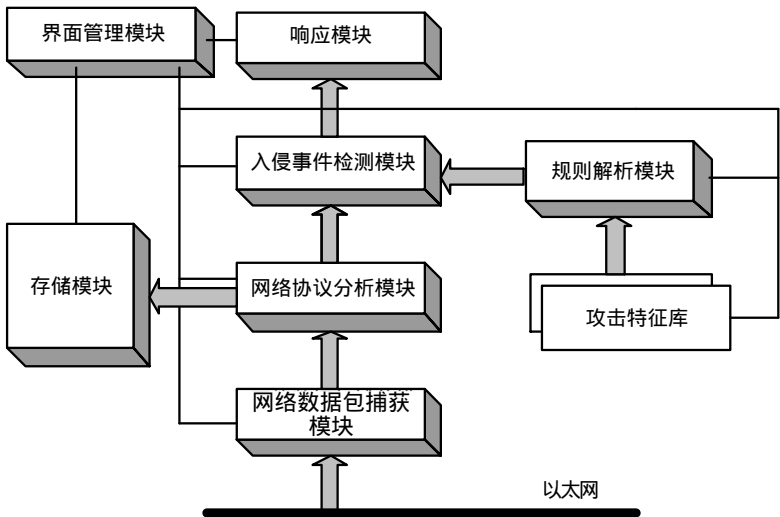 界面管理模块
响应模块
入侵事件检测模块
规则解析模块
存储模块
网络协议分析模块
攻击特征库
网络数据包捕获
模块
以太网